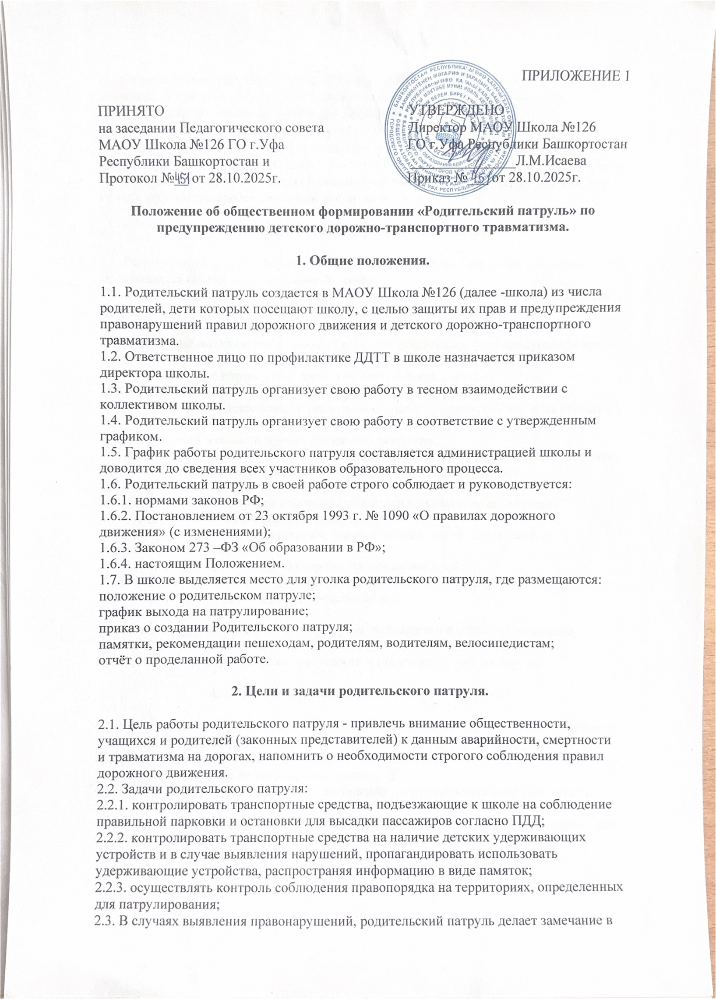 ПРИЛОЖЕНИЕ 1
ПРИНЯТО
на заседании Педагогического совета
МАОУ Школа №126 ГО г.Уфа
Республики Башкортостан и
Протокол №451 от 28.10.2025г.
УТВЕРЖДЕНО
Директор МАОУ Школа №126
ГО г.Уфа Республики Башкортостан
Л.М.Исаева
Приказ № 451 от 28.10.2025г.
Положение об общественном формировании «Родительский патруль» по
предупреждению детского дорожно-транспортного травматизма.
1. Общие положения.
1.1. Родительский патруль создается в МАОУ Школа №126 (далее -школа) из числа
родителей, дети которых посещают школу, с целью защиты их прав и предупреждения
правонарушений правил дорожного движения и детского дорожно-транспортного
травматизма.
1.2. Ответственное лицо по профилактике ДДТТ в школе назначается приказом
директора школы.
1.3. Родительский патруль организует свою работу в тесном взаимодействии с
коллективом школы.
1.4. Родительский патруль организует свою работу в соответствие с утвержденным
графиком.
1.5. График работы родительского патруля составляется администрацией школы и
доводится до сведения всех участников образовательного процесса.
1.6. Родительский патруль в своей работе строго соблюдает и руководствуется:
1.6.1. нормами законов РФ;
1.6.2. Постановлением от 23 октября 1993 г. № 1090 «О правилах дорожного
движения» (с изменениями);
1.6.3. Законом 273 –ФЗ «Об образовании в РФ»;
1.6.4. настоящим Положением.
1.7. В школе выделяется место для уголка родительского патруля, где размещаются:
положение о родительском патруле;
график выхода на патрулирование;
приказ о создании Родительского патруля;
памятки, рекомендации пешеходам, родителям, водителям, велосипедистам;
отчёт о проделанной работе.
2. Цели и задачи родительского патруля.
2.1. Цель работы родительского патруля - привлечь внимание общественности,
учащихся и родителей (законных представителей) к данным аварийности, смертности
и травматизма на дорогах, напомнить о необходимости строгого соблюдения правил
дорожного движения.
2.2. Задачи родительского патруля:
2.2.1. контролировать транспортные средства, подъезжающие к школе на соблюдение
правильной парковки и остановки для высадки пассажиров согласно ПДД;
2.2.2. контролировать транспортные средства на наличие детских удерживающих
устройств и в случае выявления нарушений, пропагандировать использовать
удерживающие устройства, распространяя информацию в виде памяток;
2.2.3. осуществлять контроль соблюдения правопорядка на территориях, определенных
для патрулирования;
2.3. В случаях выявления правонарушений, родительский патруль делает замечание в